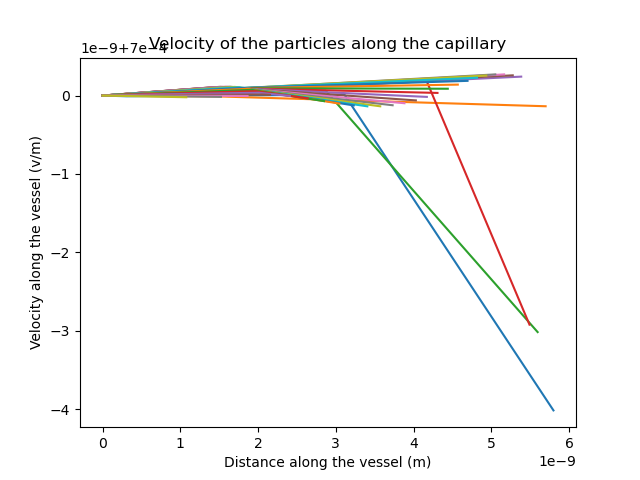 Velocity of the particles along the capillary
1e−9+7e−4
0
−1
−2
−3
−4
Velocity along the vessel (v/m)
0 1 2 3 4 5 6
1e−9
Distance along the vessel (m)